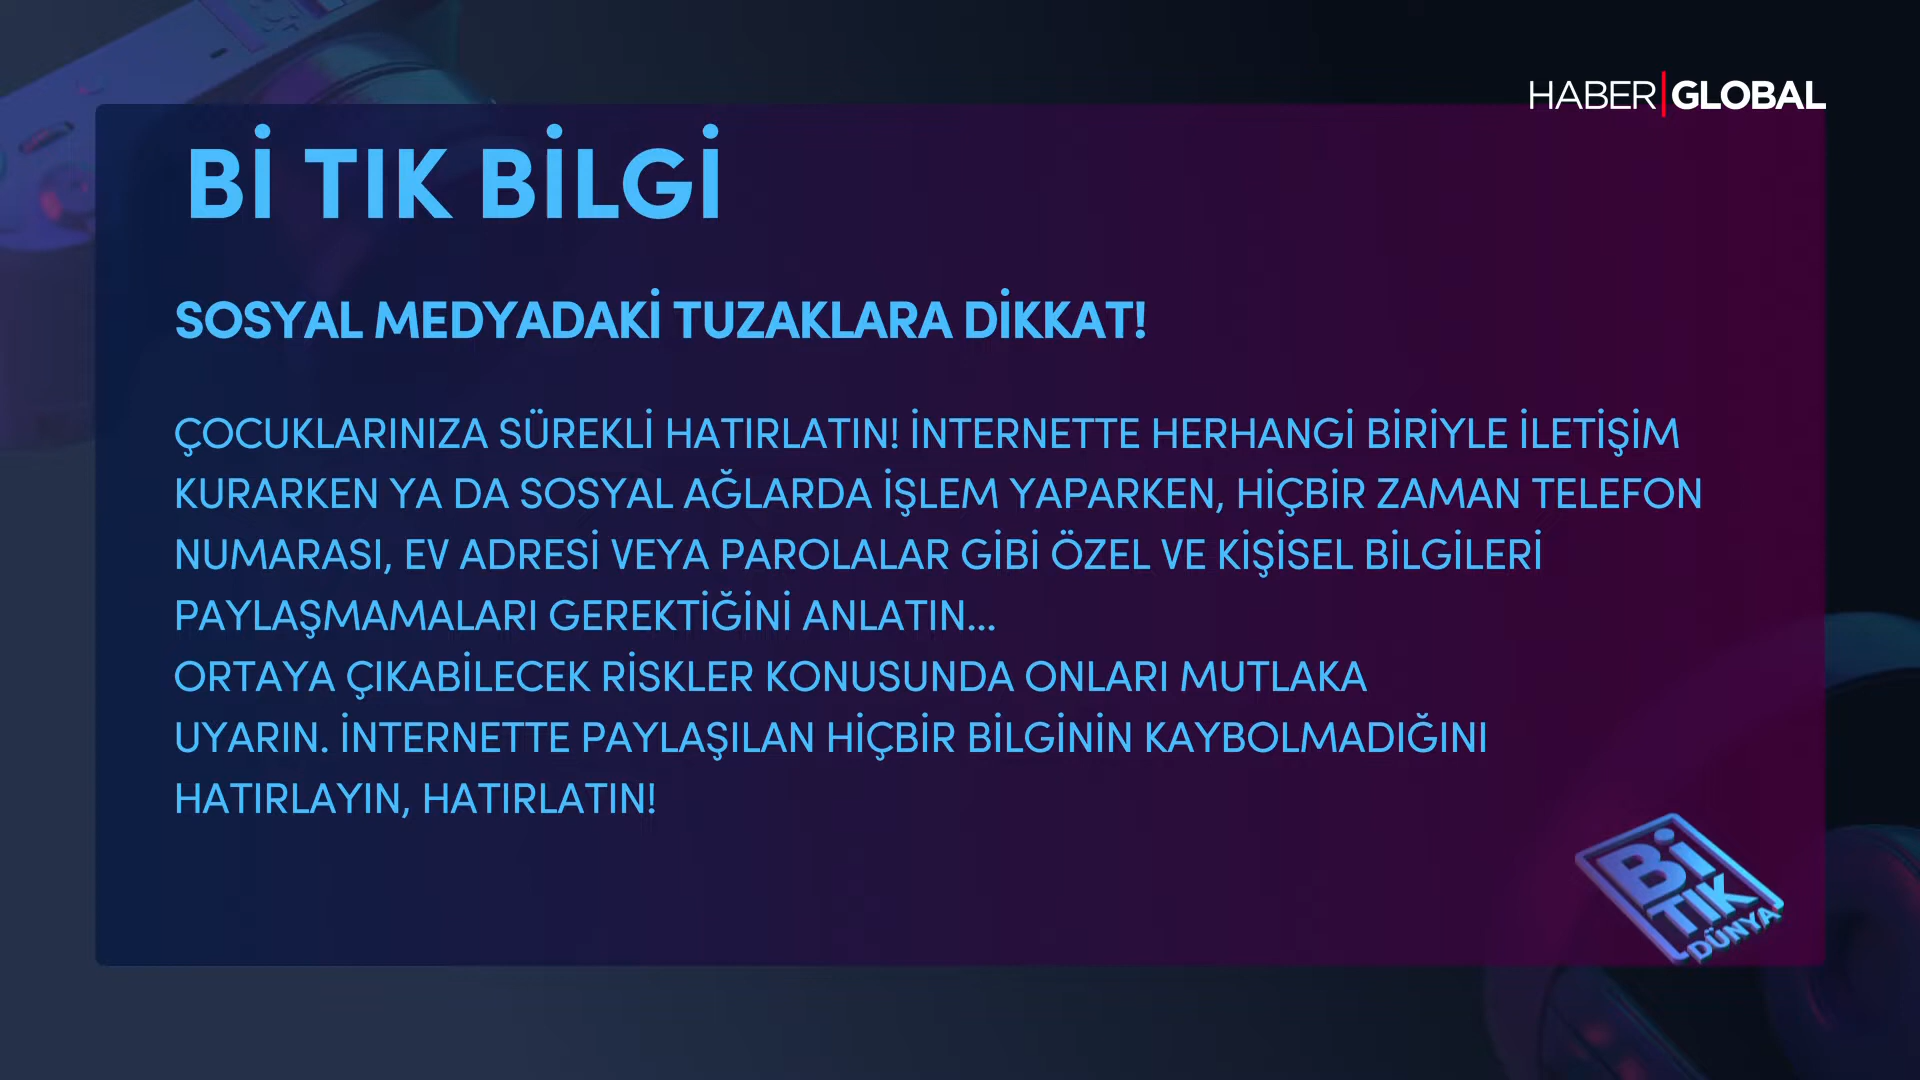 HABER GLOBAL
Bİ TIK BİLGİ
SOSYAL MEDYADAKİ TUZAKLARA DİKKAT!
ÇOCUKLARINIZA SÜREKLİ HATIRLATIN! İNTERNETTE HERHANGİ BİRİYLE İLETİŞİM
KURARKEN YA DA SOSYAL AĞLARDA İŞLEM YAPARKEN, HİÇBİR ZAMAN TELEFON
NUMARASI, EV ADRESİ VEYA PAROLALAR GİBİ ÖZEL VE KİŞİSEL BİLGİLERİ
PAYLAŞMAMALARI GEREKTİĞİNİ ANLATIN...
ORTAYA ÇIKABİLECEK RİSKLER KONUSUNDA ONLARI MUTLAKA
UYARIN. İNTERNETTE PAYLAŞILAN HİÇBİR BİLGİNİN KAYBOLMADIĞINI
HATIRLAYIN, HATIRLATIN!
Bİ
TIK
DÜNYA